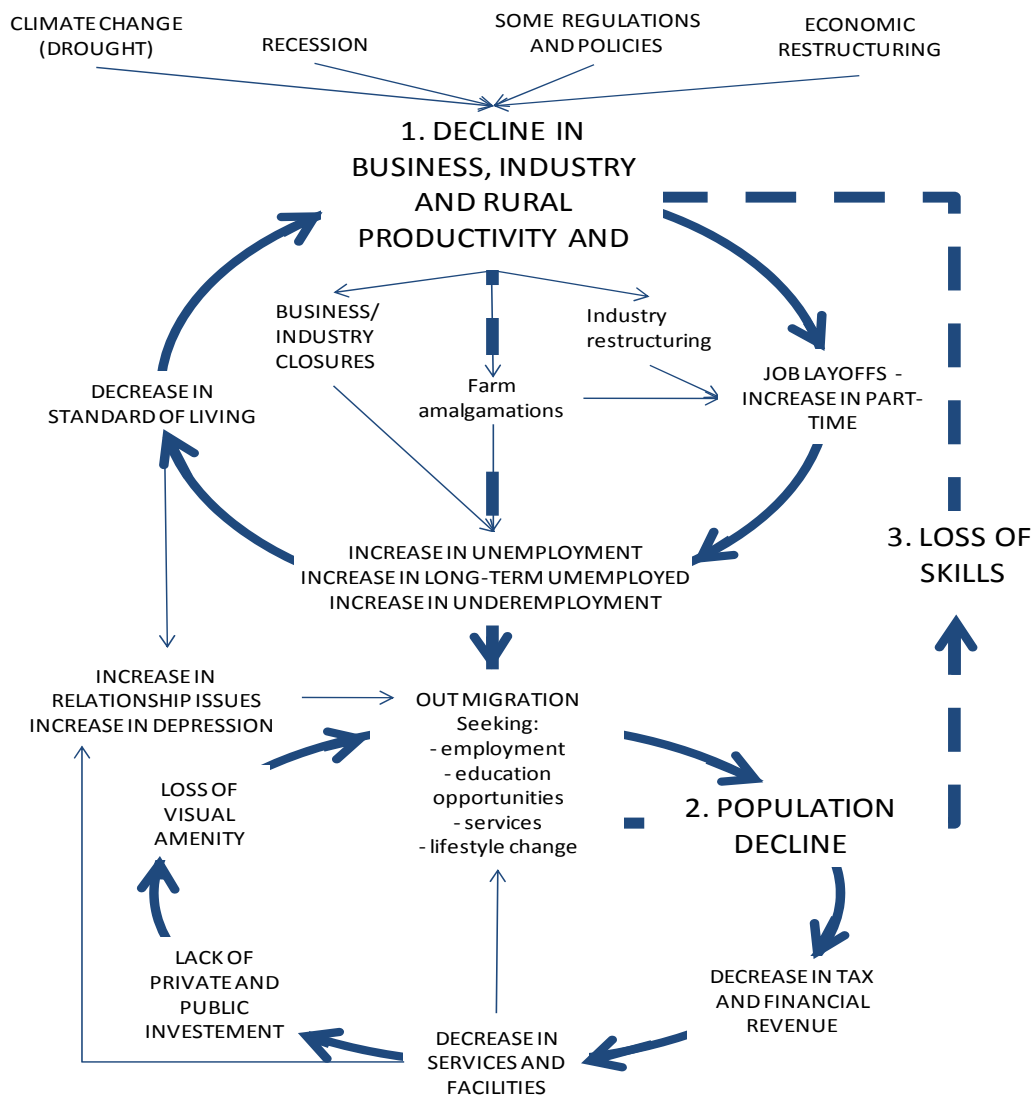 CLIMATE CHANGE
(DROUGHT)
RECESSION
SOME REGULATIONS
AND POLICIES
ECONOMIC
RESTRUCTURING
1. DECLINE IN
BUSINESS, INDUSTRY
AND RURAL
PRODUCTIVITY AND
BUSINESS/
INDUSTRY
CLOSURES
Farm
amalgamations
Industry
restructuring
JOB LAYOFFS -
INCREASE IN PART-
TIME
DECREASE IN
STANDARD OF LIVING
INCREASE IN UNEMPLOYMENT
INCREASE IN LONG-TERM UMEMPLOYED
INCREASE IN UNDEREMPLOYMENT
3. LOSS OF
SKILLS
INCREASE IN
RELATIONSHIP ISSUES
INCREASE IN DEPRESSION
OUT MIGRATION
Seeking:
- employment
- education
opportunities
- services
- lifestyle change
LOSS OF
VISUAL
AMENITY
2. POPULATION
DECLINE
LACK OF
PRIVATE AND
PUBLIC
INVESTEMENT
DECREASE IN TAX
AND FINANCIAL
REVENUE
DECREASE IN
SERVICES AND
FACILITIES